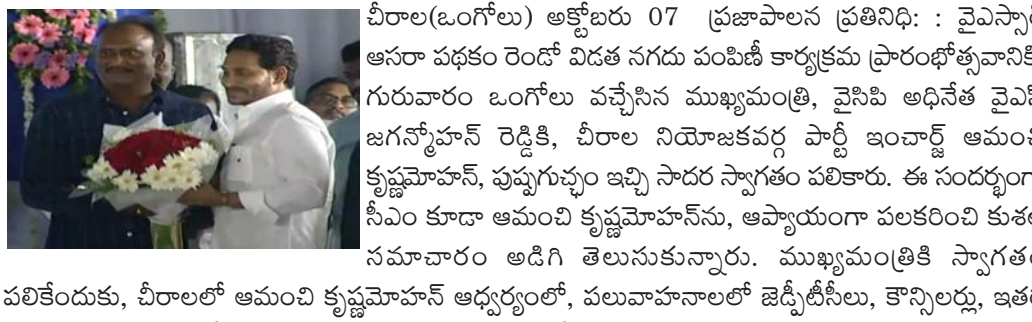 చీరాల(ఒంగోలు) అక్టోబరు 07 ప్రజాపాలన ప్రతినిధి: : వైఎస్సార్
ఆసరా పథకం రెండో విడత నగదు పంపిణీ కార్యక్రమ ప్రారంభోత్సవానికి
గురువారం ఒంగోలు వచ్చేసిన ముఖ్యమంత్రి, వైసిపి అధినేత వైఎస్
జగన్మోహన్ రెడ్డికి, చీరాల నియోజకవర్గ పార్టీ ఇంచార్జ్ ఆమంచి
కృష్ణమోహన్, పుష్పగుచ్ఛం ఇచ్చి సాదర స్వాగతం పలికారు. ఈ సందర్భంగా
సీఎం కూడా ఆమంచి కృష్ణమోహన్‌ను, ఆప్యాయంగా పలకరించి కుశల
సమాచారం అడిగి తెలుసుకున్నారు. ముఖ్యమంత్రికి స్వాగతం
పలికేందుకు, చీరాలలో ఆమంచి కృష్ణమోహన్ ఆధ్వర్యంలో, పలువాహనాలలో జెడ్పీటీసీలు, కౌన్సిలర్లు, ఇతర